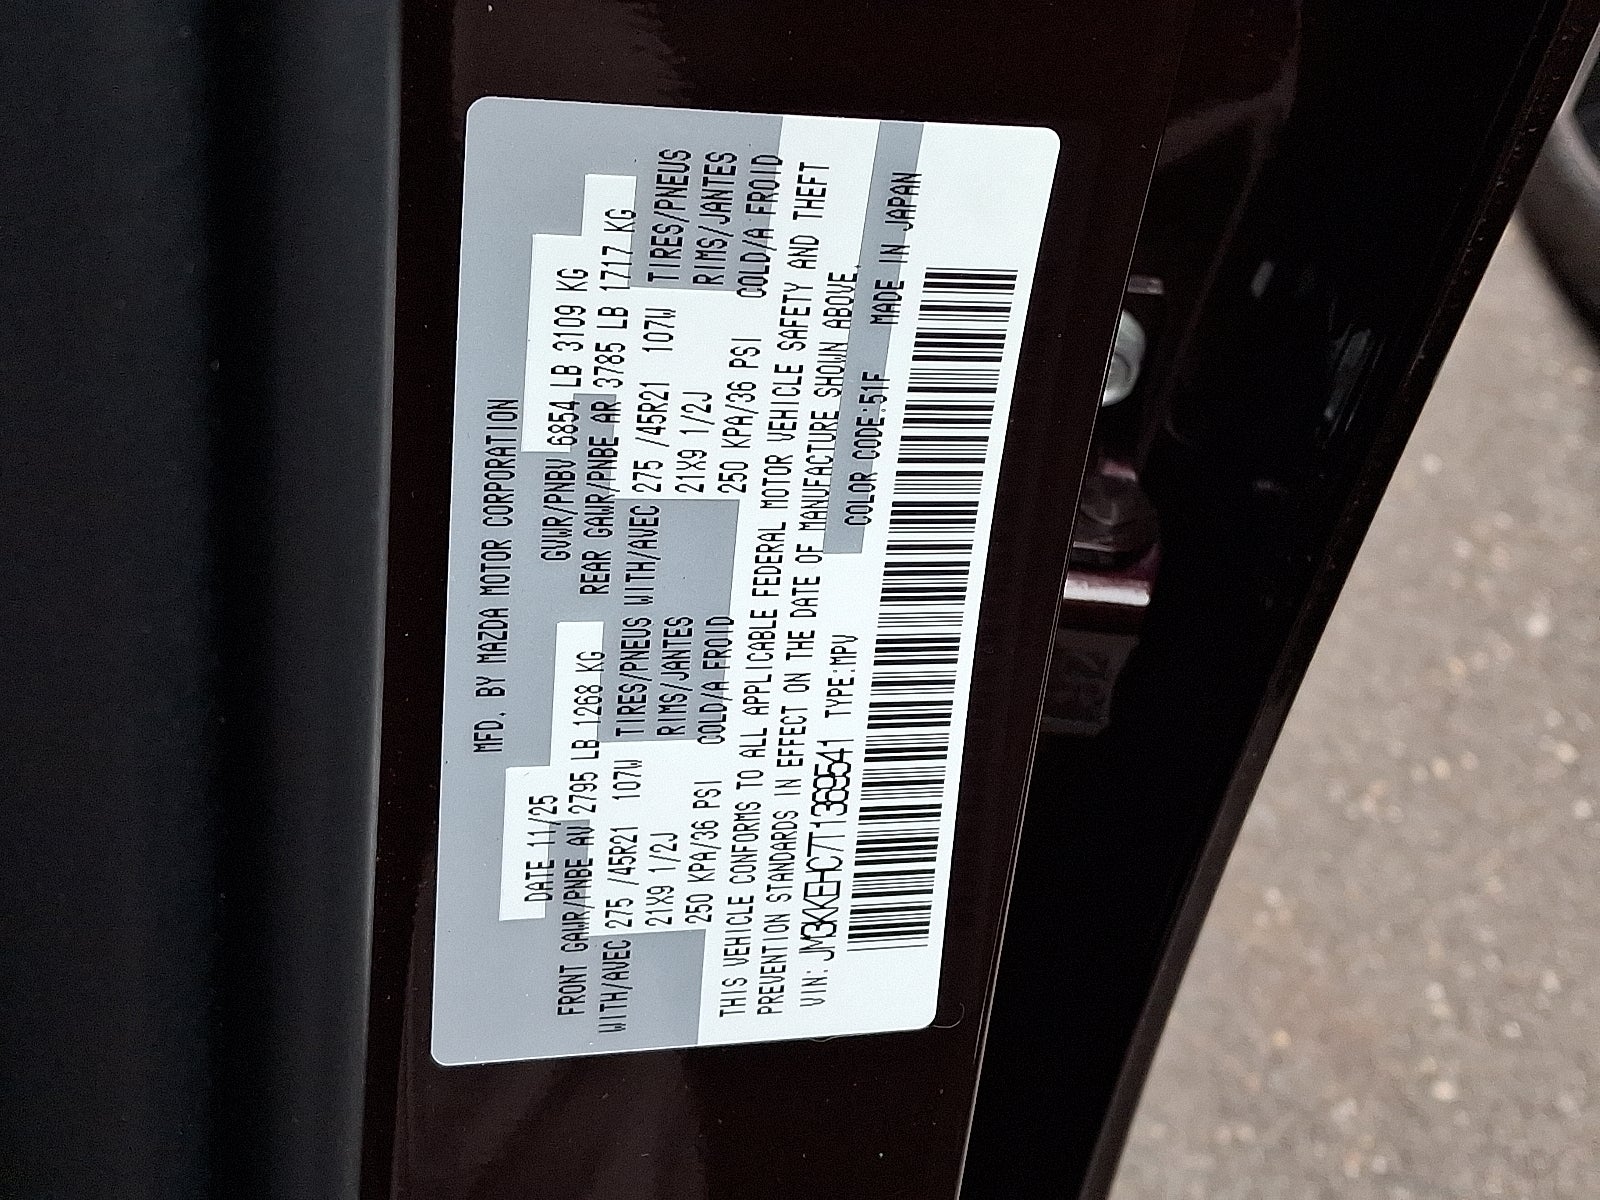 MFD. BY MAZDA MOTOR CORPORATION
DATE 11/25 GVWR/PNBV 6854 LB 3109 KG
FRONT GAWR/PNBE AV 2795 LB 1268 KG REAR GAWR/PNBE AR 3785 LB 1717 KG
WITH/AVEC 275 /45R21 107W TIRES/PNEUS WITH/AVEC 275 /45R21 107W TIRES/PNEUS
21X9 1/2J RIMS/JANTES 21X9 1/2J RIMS/JANTES
250 KPA/36 PSI COLD/A FROID 250 KPA/36 PSI COLD/A FROID
THIS VEHICLE CONFORMS TO ALL APPLICABLE FEDERAL MOTOR VEHICLE SAFETY AND THEFT
PREVENTION STANDARDS IN EFFECT ON THE DATE OF MANUFACTURE SHOWN ABOVE.
VIN: JM3KKEHC7T1369541 TYPE:MPV COLOR CODE:51F MADE IN JAPAN